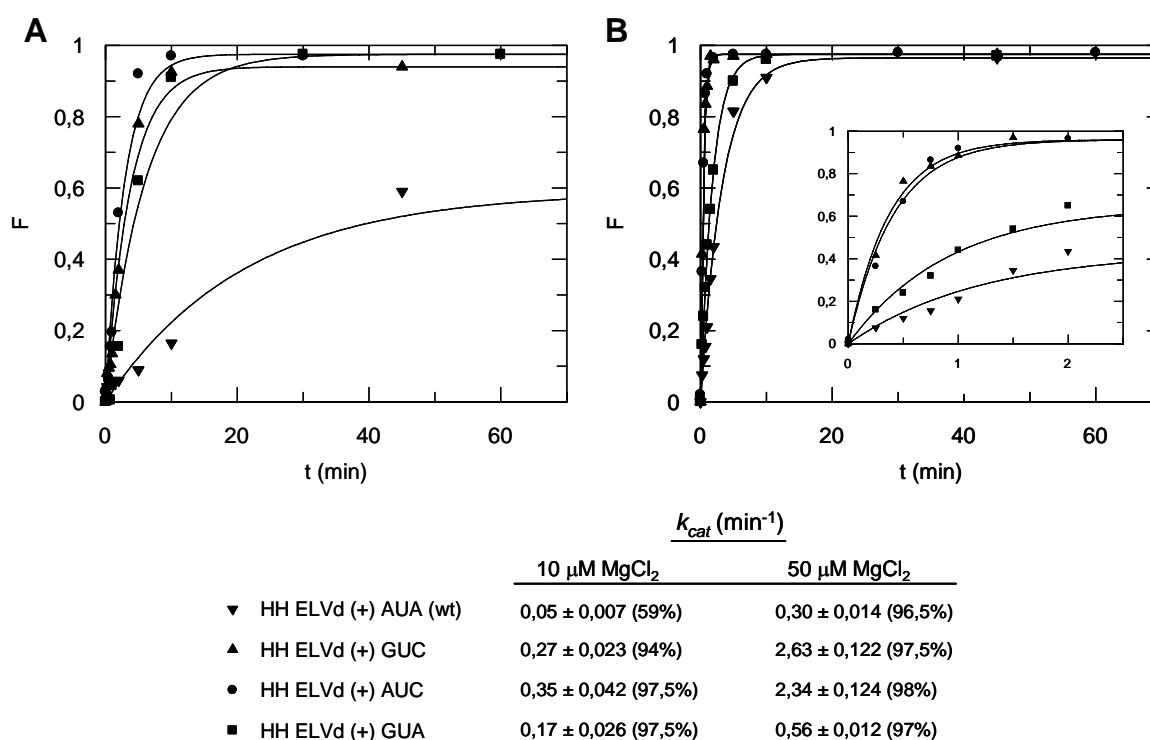 A
B
1
0,8
0,6
0,4
0,2
0
F
0 20 40 60
t (min)
1
0,8
0,6
0,4
0,2
0
F
0 20 40 60
t (min)
1
0,8
0,6
0,4
0,2
0
0 1 2
kcat (min-1)
10 μM MgCl2 50 μM MgCl2
HH ELVd (+) AUA (wt) 0,05 ± 0,007 (59%) 0,30 ± 0,014 (96,5%)
HH ELVd (+) GUC 0,27 ± 0,023 (94%) 2,63 ± 0,122 (97,5%)
HH ELVd (+) AUC 0,35 ± 0,042 (97,5%) 2,34 ± 0,124 (98%)
HH ELVd (+) GUA 0,17 ± 0,026 (97,5%) 0,56 ± 0,012 (97%)